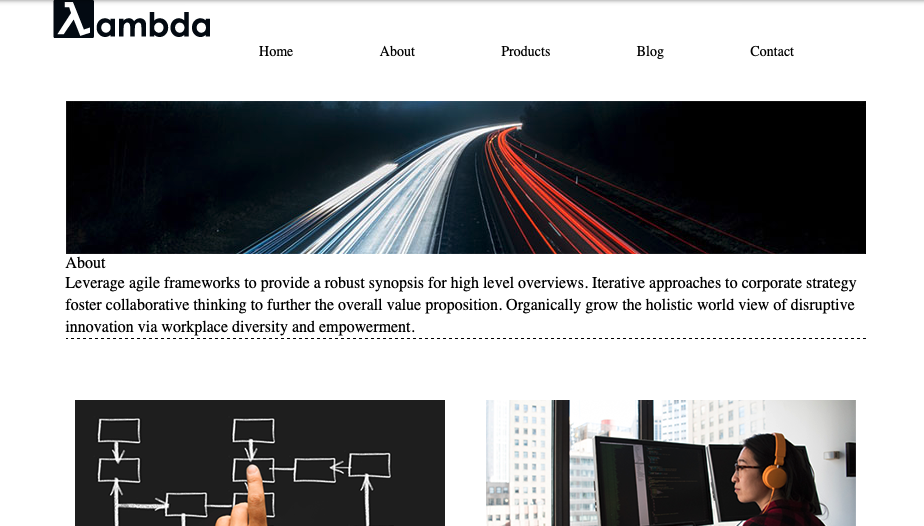 λambda
Home About Products Blog Contact
About
Leverage agile frameworks to provide a robust synopsis for high level overviews. Iterative approaches to corporate strategy
foster collaborative thinking to further the overall value proposition. Organically grow the holistic world view of disruptive
innovation via workplace diversity and empowerment.